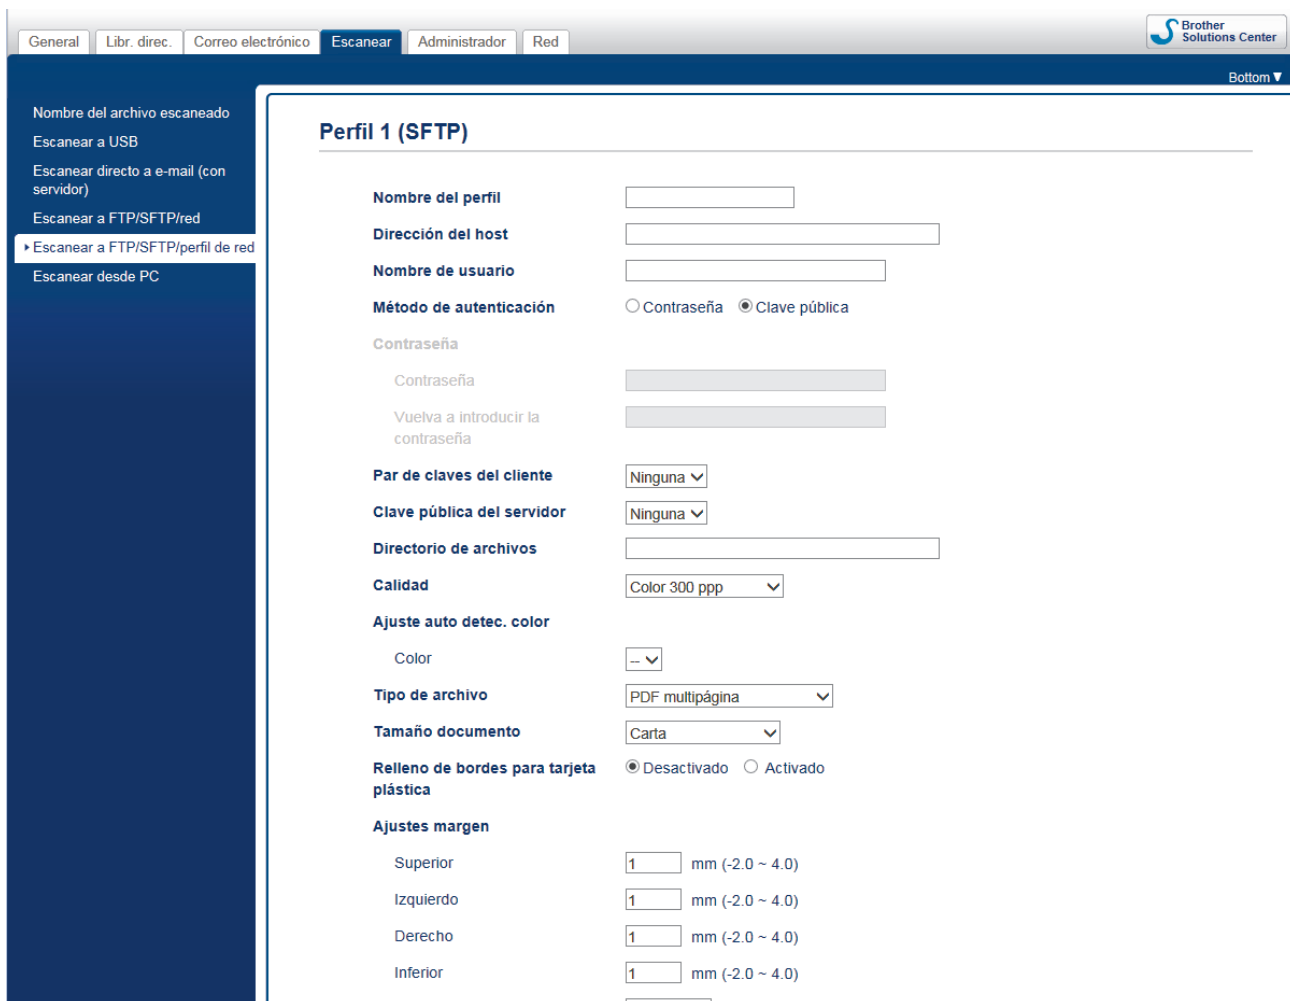 General Libr. direc. Correo electrónico Escanear Administrador Red
Brother
Solutions Center
Bottom ▼
Nombre del archivo escaneado
Escanear a USB
Escanear directo a e-mail (con
servidor)
Escanear a FTP/SFTP/red
Escanear a FTP/SFTP/perfil de red
Escanear desde PC
Perfil 1 (SFTP)
Nombre del perfil
Dirección del host
Nombre de usuario
Método de autenticación Contraseña Clave pública
Contraseña
Contraseña
Vuelva a introducir la
contraseña
Par de claves del cliente Ninguna
Clave pública del servidor Ninguna
Directorio de archivos
Calidad Color 300 ppp
Ajuste auto detec. color
Color --
Tipo de archivo PDF multipágina
Tamaño documento Carta
Relleno de bordes para tarjeta Desactivado Activado
plástica
Ajustes margen
Superior 1 mm (-2.0 ~ 4.0)
Izquierdo 1 mm (-2.0 ~ 4.0)
Derecho 1 mm (-2.0 ~ 4.0)
Inferior 1 mm (-2.0 ~ 4.0)